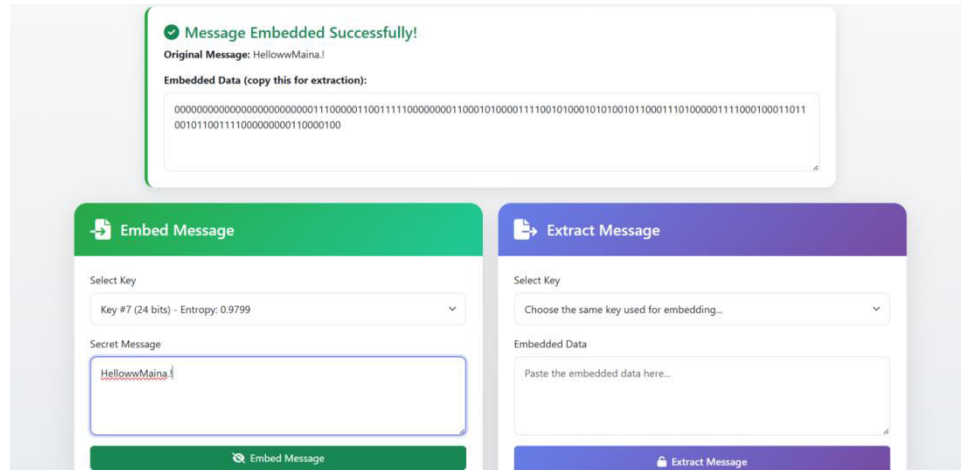 Message Embedded Successfully!
Original Message: HellowwMaina.!
Embedded Data (copy this for extraction):
Embed Message
Select Key
Key #7 (24 bits) - Entropy: 0.9799
Secret Message
HellowwMaina.!
Embed Message
Extract Message
Select Key
Choose the same key used for embedding...
Embedded Data
Paste the embedded data here...
Extract Message